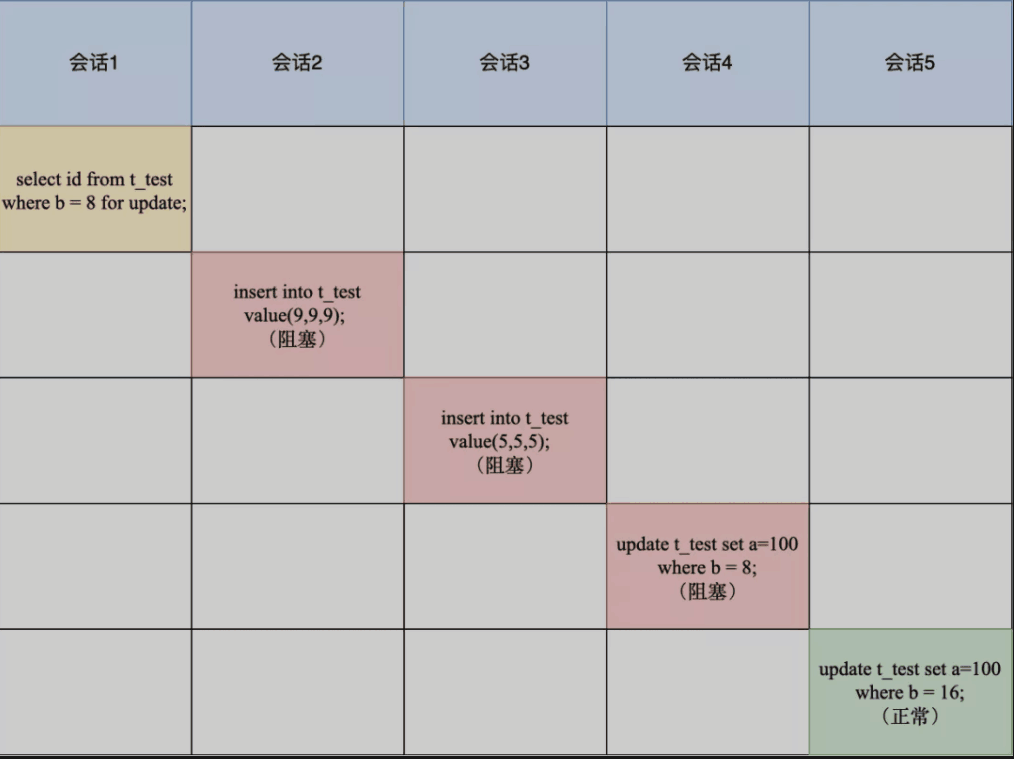 会话1
会话2
会话3
会话4
会话5
select id from t_test
where b = 8 for update;
insert into t_test
value(9,9,9);
（阻塞）
insert into t_test
value(5,5,5);
（阻塞）
update t_test set a=100
where b = 8;
（阻塞）
update t_test set a=100
where b = 16;
（正常）